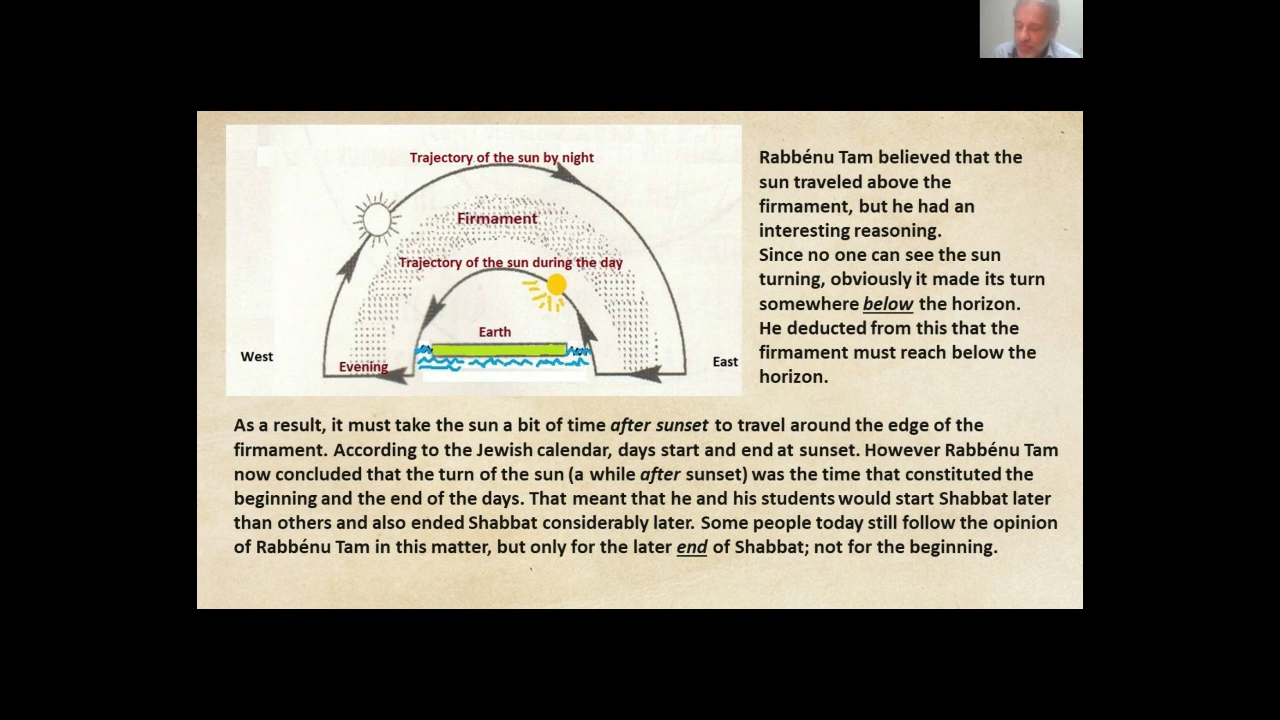 Trajectory of the sun by night
Firmament
Trajectory of the sun during the day
Earth
West
Evening
East
Rabbénu Tam believed that the
sun traveled above the
firmament, but he had an
interesting reasoning.
Since no one can see the sun
turning, obviously it made its turn
somewhere below the horizon.
He deducted from this that the
firmament must reach below the
horizon.
As a result, it must take the sun a bit of time after sunset to travel around the edge of the
firmament. According to the Jewish calendar, days start and end at sunset. However Rabbénu Tam
now concluded that the turn of the sun (a while after sunset) was the time that constituted the
beginning and the end of the days. That meant that he and his students would start Shabbat later
than others and also ended Shabbat considerably later. Some people today still follow the opinion
of Rabbénu Tam in this matter, but only for the later end of Shabbat; not for the beginning.